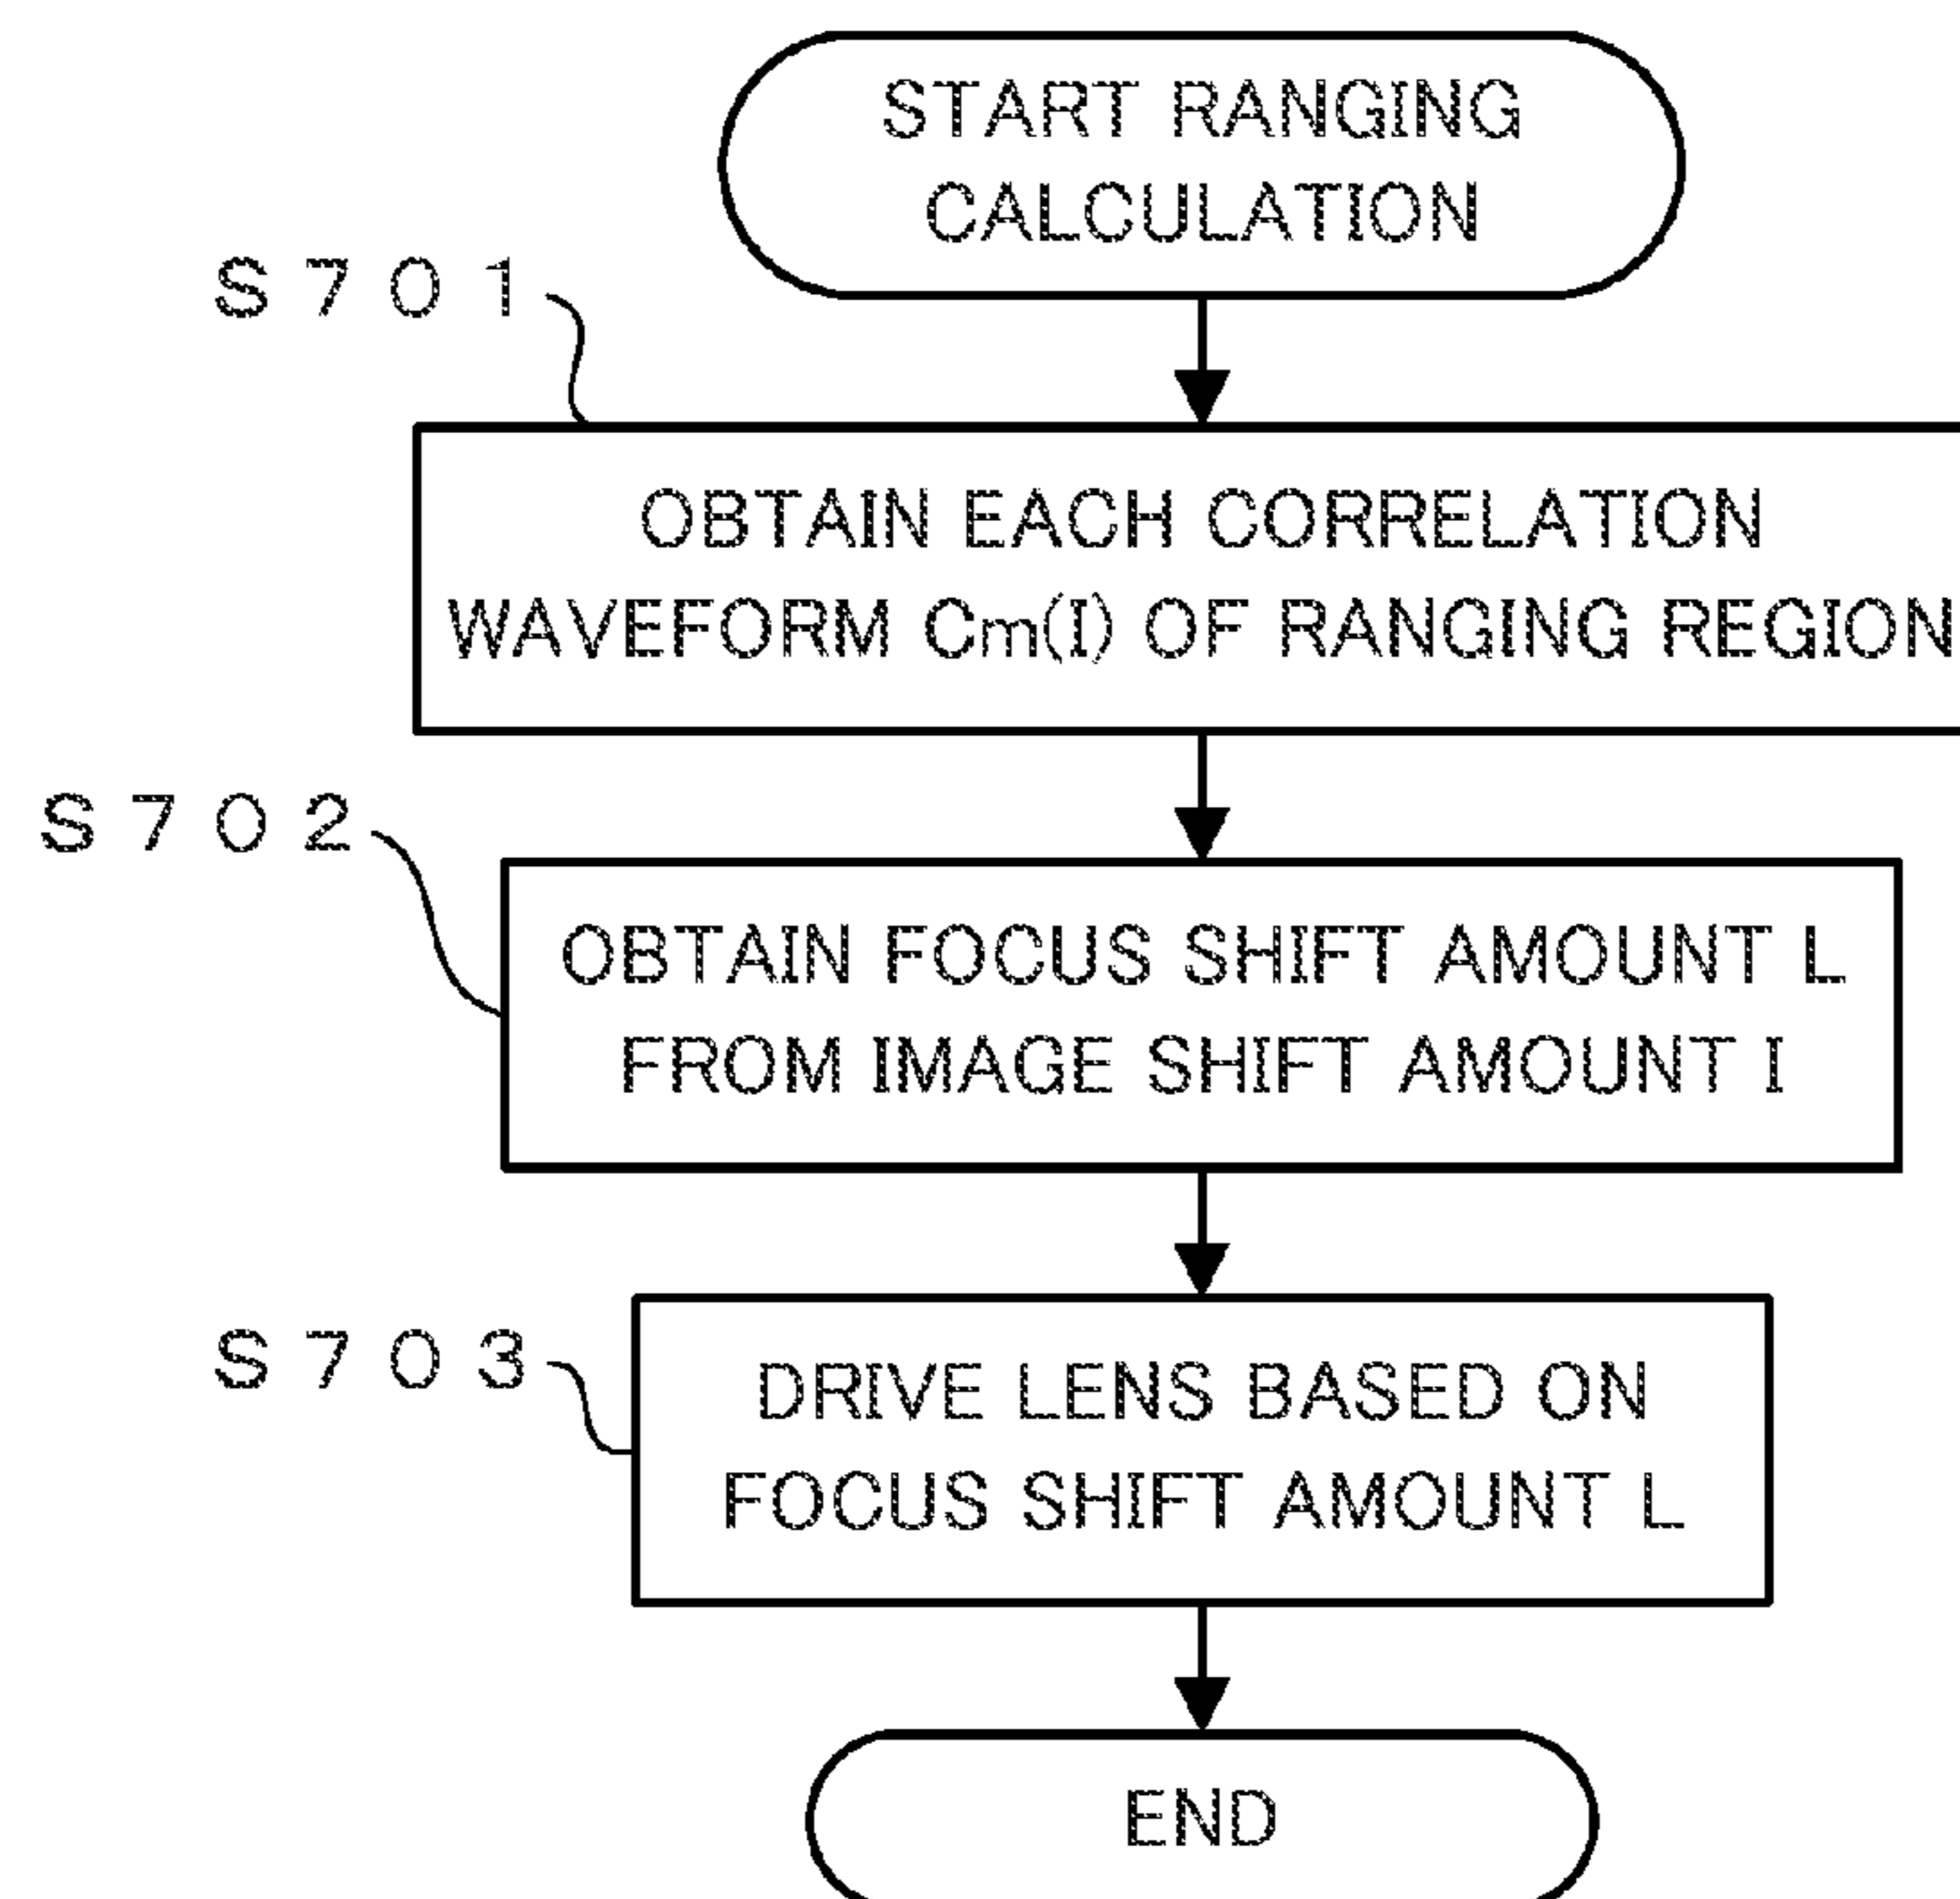 START RANGING
CALCULATION
S701
OBTAIN EACH CORRELATION
WAVEFORM Cm(I) OF RANGING REGION
S702
OBTAIN FOCUS SHIFT AMOUNT L
FROM IMAGE SHIFT AMOUNT I
S703
DRIVE LENS BASED ON
FOCUS SHIFT AMOUNT L
END